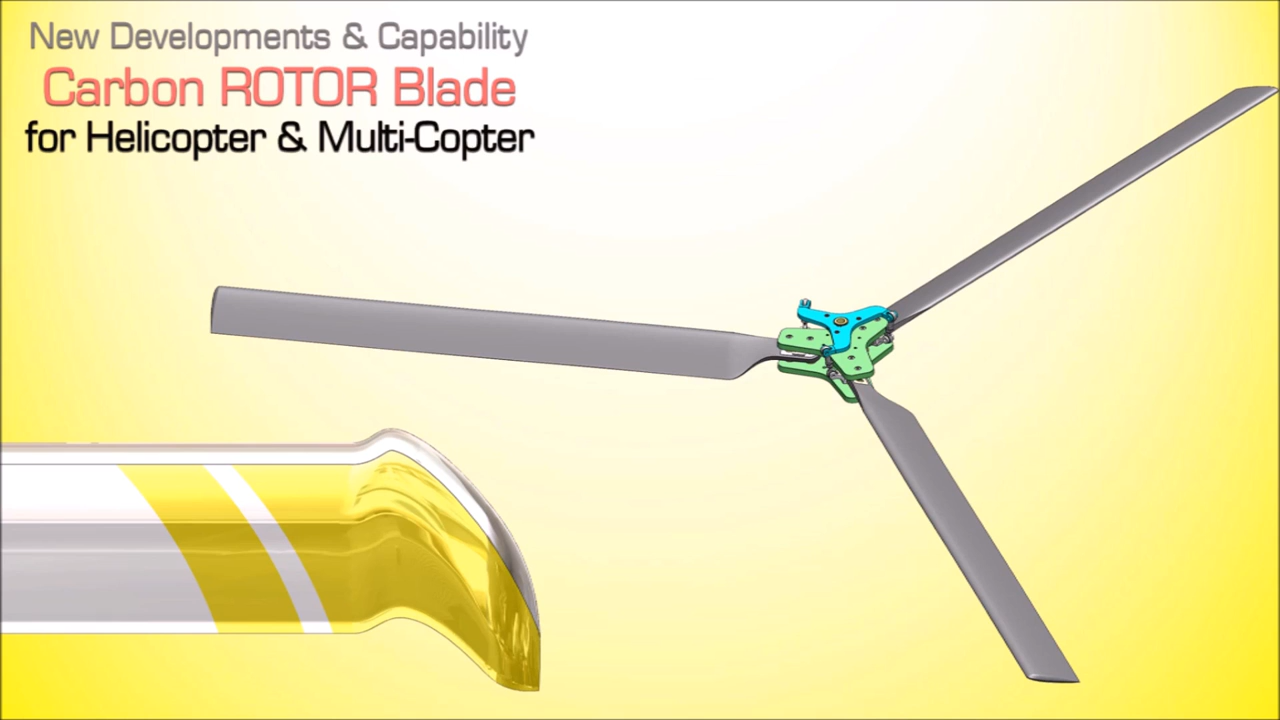 New Developments & Capability
Carbon ROTOR Blade
for Helicopter & Multi-Copter